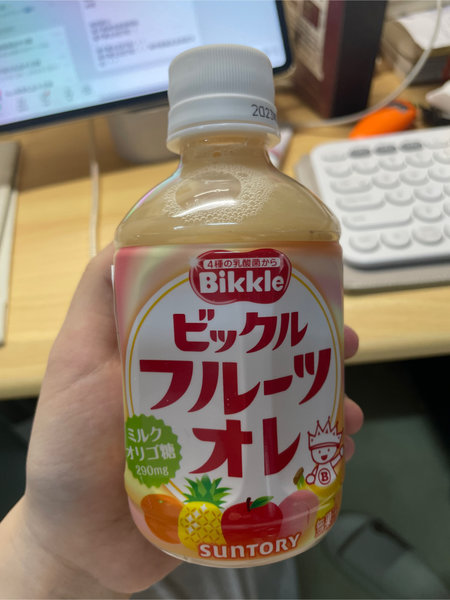 4種の乳酸菌から
Bikkle
ビックル
フルーツ
オレ
ミルク
オリゴ糖
290mg
B
SUNTORY